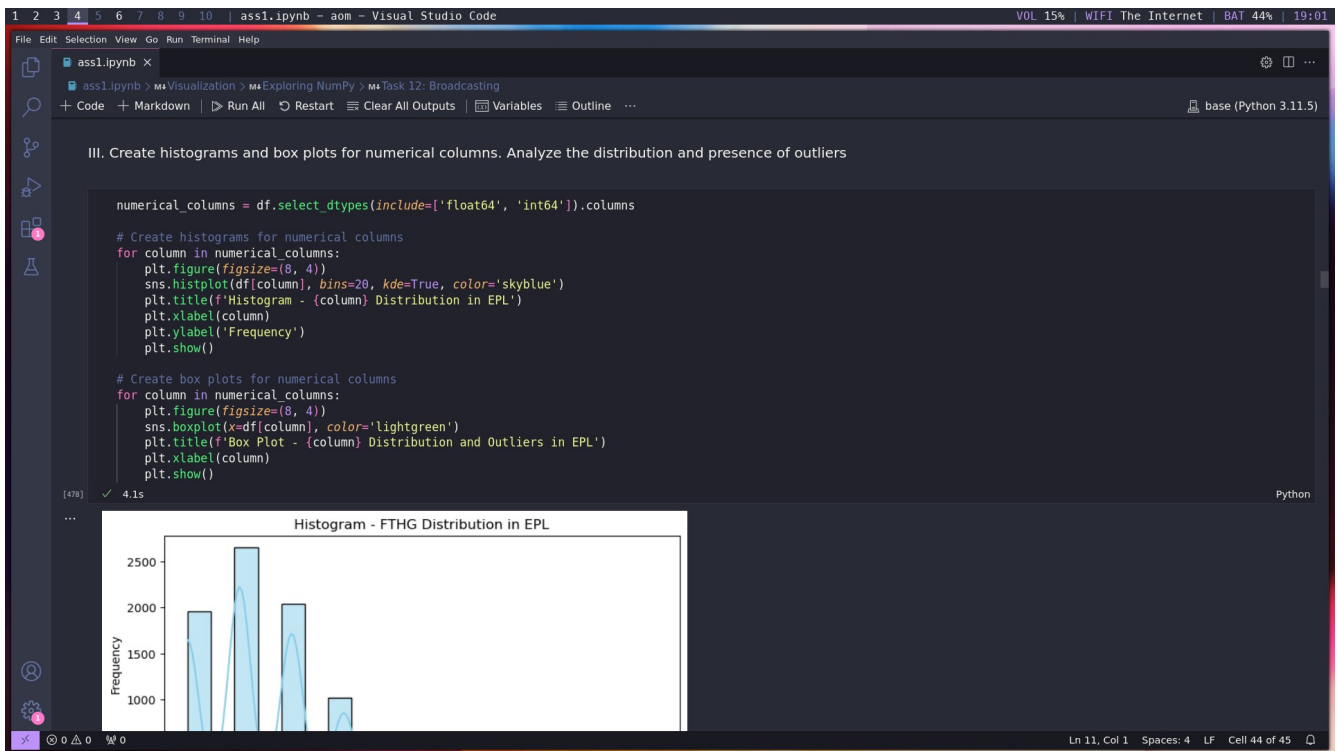 1 2 3 4 5 6 7 8 9 10 | ass1.ipynb – aom – Visual Studio Code
VOL 15% | WIFI The Internet | BAT 44% | 19:01
File Edit Selection View Go Run Terminal Help
ass1.ipynb ×
ass1.ipynb > M↓Visualization > M↓Exploring NumPy > M↓Task 12: Broadcasting
+ Code + Markdown | Run All Restart Clear All Outputs | Variables Outline ···
base (Python 3.11.5)
III. Create histograms and box plots for numerical columns. Analyze the distribution and presence of outliers
numerical_columns = df.select_dtypes(include=['float64', 'int64']).columns
# Create histograms for numerical columns
for column in numerical_columns:
    plt.figure(figsize=(8, 4))
    sns.histplot(df[column], bins=20, kde=True, color='skyblue')
    plt.title(f'Histogram - {column} Distribution in EPL')
    plt.xlabel(column)
    plt.ylabel('Frequency')
    plt.show()
# Create box plots for numerical columns
for column in numerical_columns:
    plt.figure(figsize=(8, 4))
    sns.boxplot(x=df[column], color='lightgreen')
    plt.title(f'Box Plot - {column} Distribution and Outliers in EPL')
    plt.xlabel(column)
    plt.show()
[478] ✓ 4.1s
Python
···
Histogram - FTHG Distribution in EPL
2500
2000
1500
1000
Frequency
1
1
0 0 0
Ln 11, Col 1 Spaces: 4 LF Cell 44 of 45